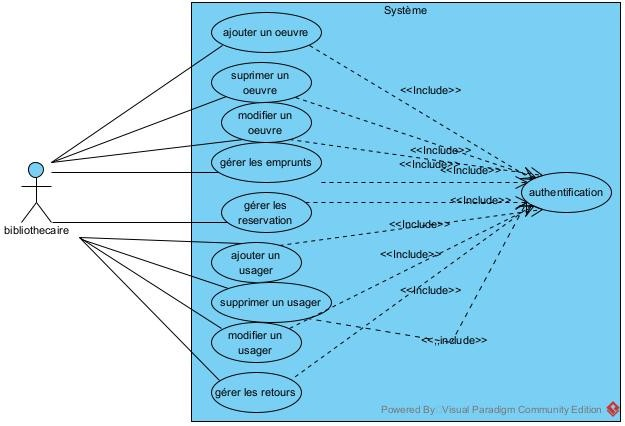 Système
ajouter un oeuvre
<<Include>>
suprimer un
oeuvre
modifier un
oeuvre
<<Include>>
gérer les emprunts
<<Include>>
<<Include>>
authentification
gérer les
reservation
<<Include>>
bibliothecaire
<<Include>>
ajouter un
usager
<<Include>>
supprimer un usager
<<Include>>
modifier un
usager
<<,,include>>
gérer les retours
Powered By Visual Paradigm Community Edition